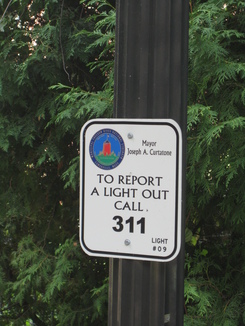 Mayor
Joseph A. Curtatone
TO REPORT
A LIGHT OUT
CALL
311
LIGHT
#09